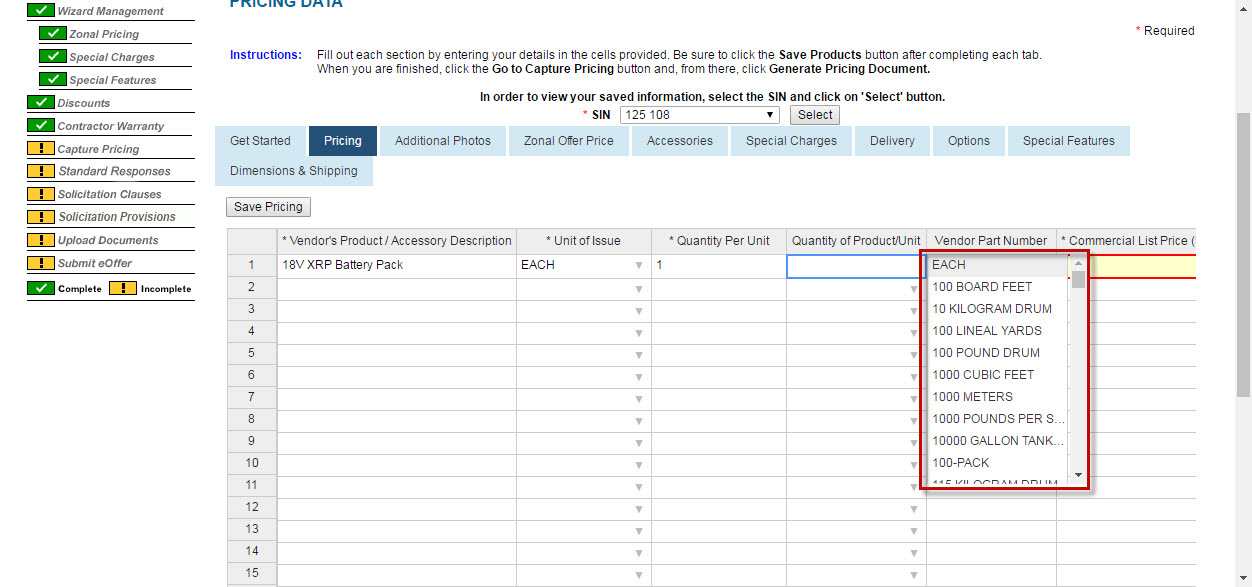 PRICING DATA
Wizard Management
Zonal Pricing
Special Charges
Special Features
Discounts
Contractor Warranty
Capture Pricing
Standard Responses
Solicitation Clauses
Solicitation Provisions
Upload Documents
Submit eOffer
Complete ! Incomplete
* Required
Instructions: Fill out each section by entering your details in the cells provided. Be sure to click the Save Products button after completing each tab.
When you are finished, click the Go to Capture Pricing button and, from there, click Generate Pricing Document.
In order to view your saved information, select the SIN and click on 'Select' button.
* SIN 125 108 Select
Get Started Pricing Additional Photos Zonal Offer Price Accessories Special Charges Delivery Options Special Features
Dimensions & Shipping
Save Pricing
* Vendor's Product / Accessory Description * Unit of Issue * Quantity Per Unit Quantity of Product/Unit Vendor Part Number * Commercial List Price (
1 18V XRP Battery Pack EACH 1 EACH
2 100 BOARD FEET
3 10 KILOGRAM DRUM
4 100 LINEAL YARDS
5 100 POUND DRUM
6 1000 CUBIC FEET
7 1000 METERS
8 1000 POUNDS PER S...
9 10000 GALLON TANK...
10 100-PACK
11 115 KILOGRAM DRUM
12
13
14
15